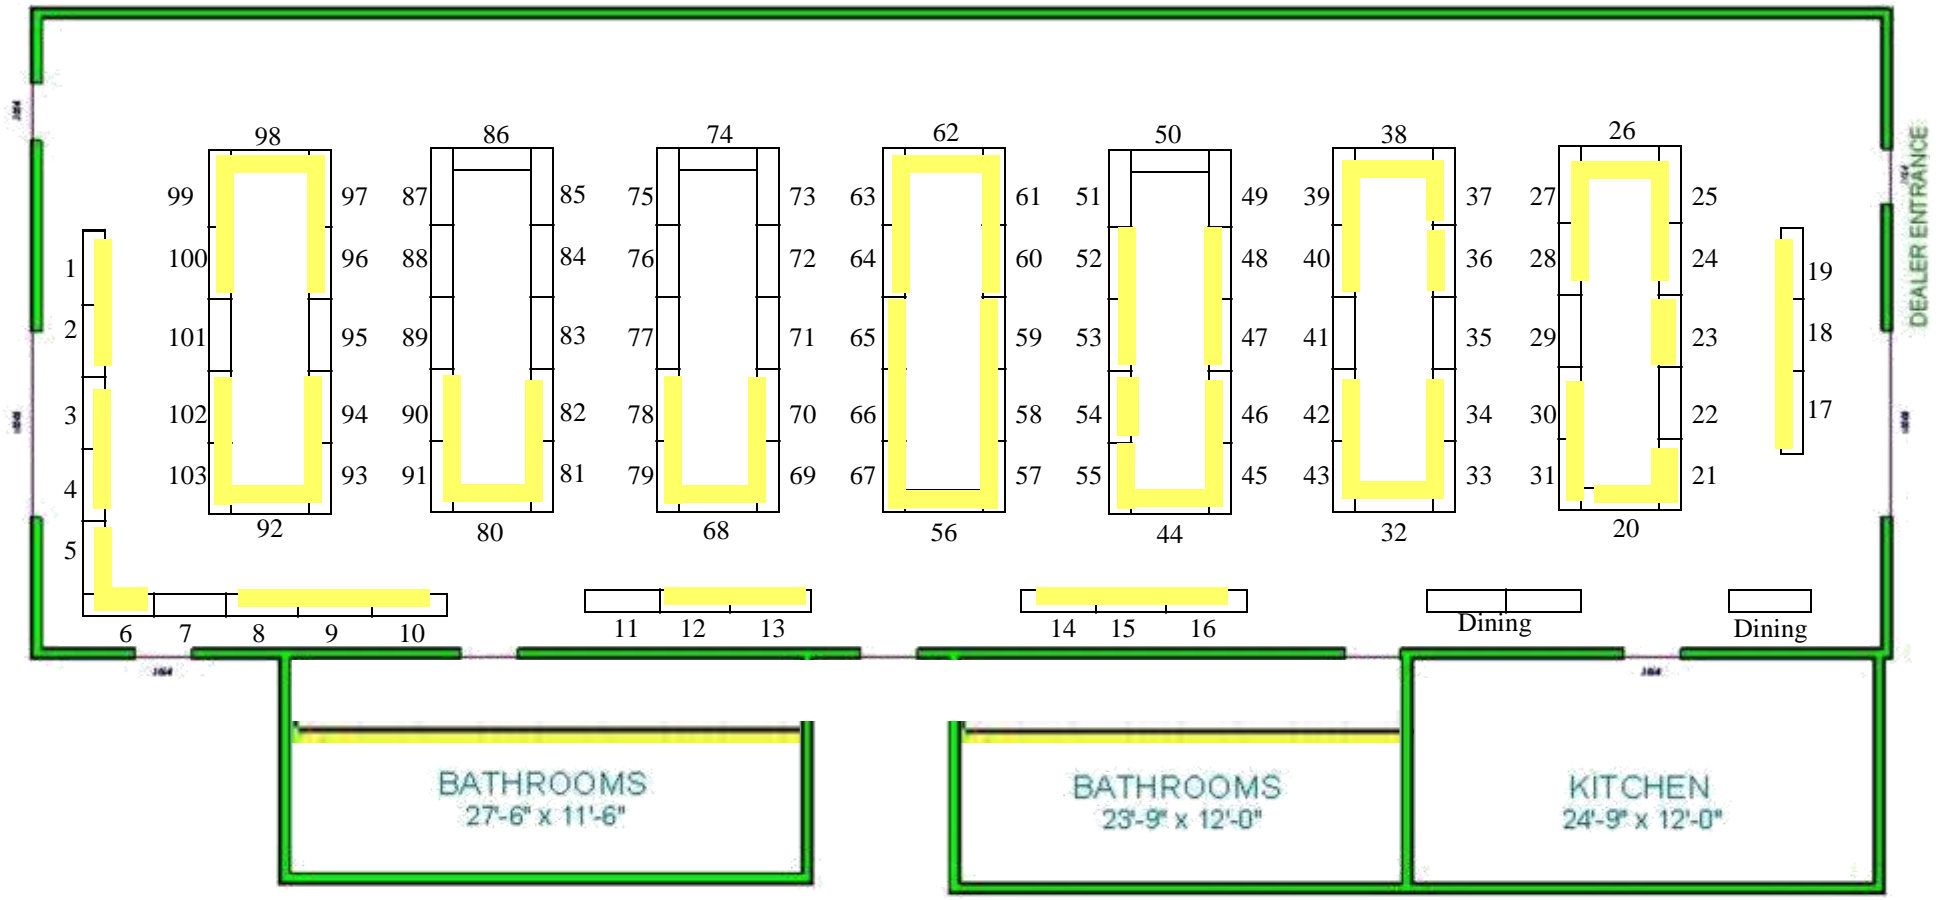 98 86 74 62 50 38 26
99 97 87 85 75 73 63 61 51 49 39 37 27 25
1 100 96 88 84 76 72 64 60 52 48 40 36 28 24 19
2 101 95 89 83 77 71 65 59 53 47 41 35 29 23 18
3 102 94 90 82 78 70 66 58 54 46 42 34 30 22 17
4 103 93 91 81 79 69 67 57 55 45 43 33 31 21
92 80 68 56 44 32 20
5
6 7 8 9 10 11 12 13 14 15 16 Dining Dining
DEALER ENTRANCE
BATHROOMS
27'-6" x 11'-6"
BATHROOMS
23'-9" x 12'-0"
KITCHEN
24'-9" x 12'-0"